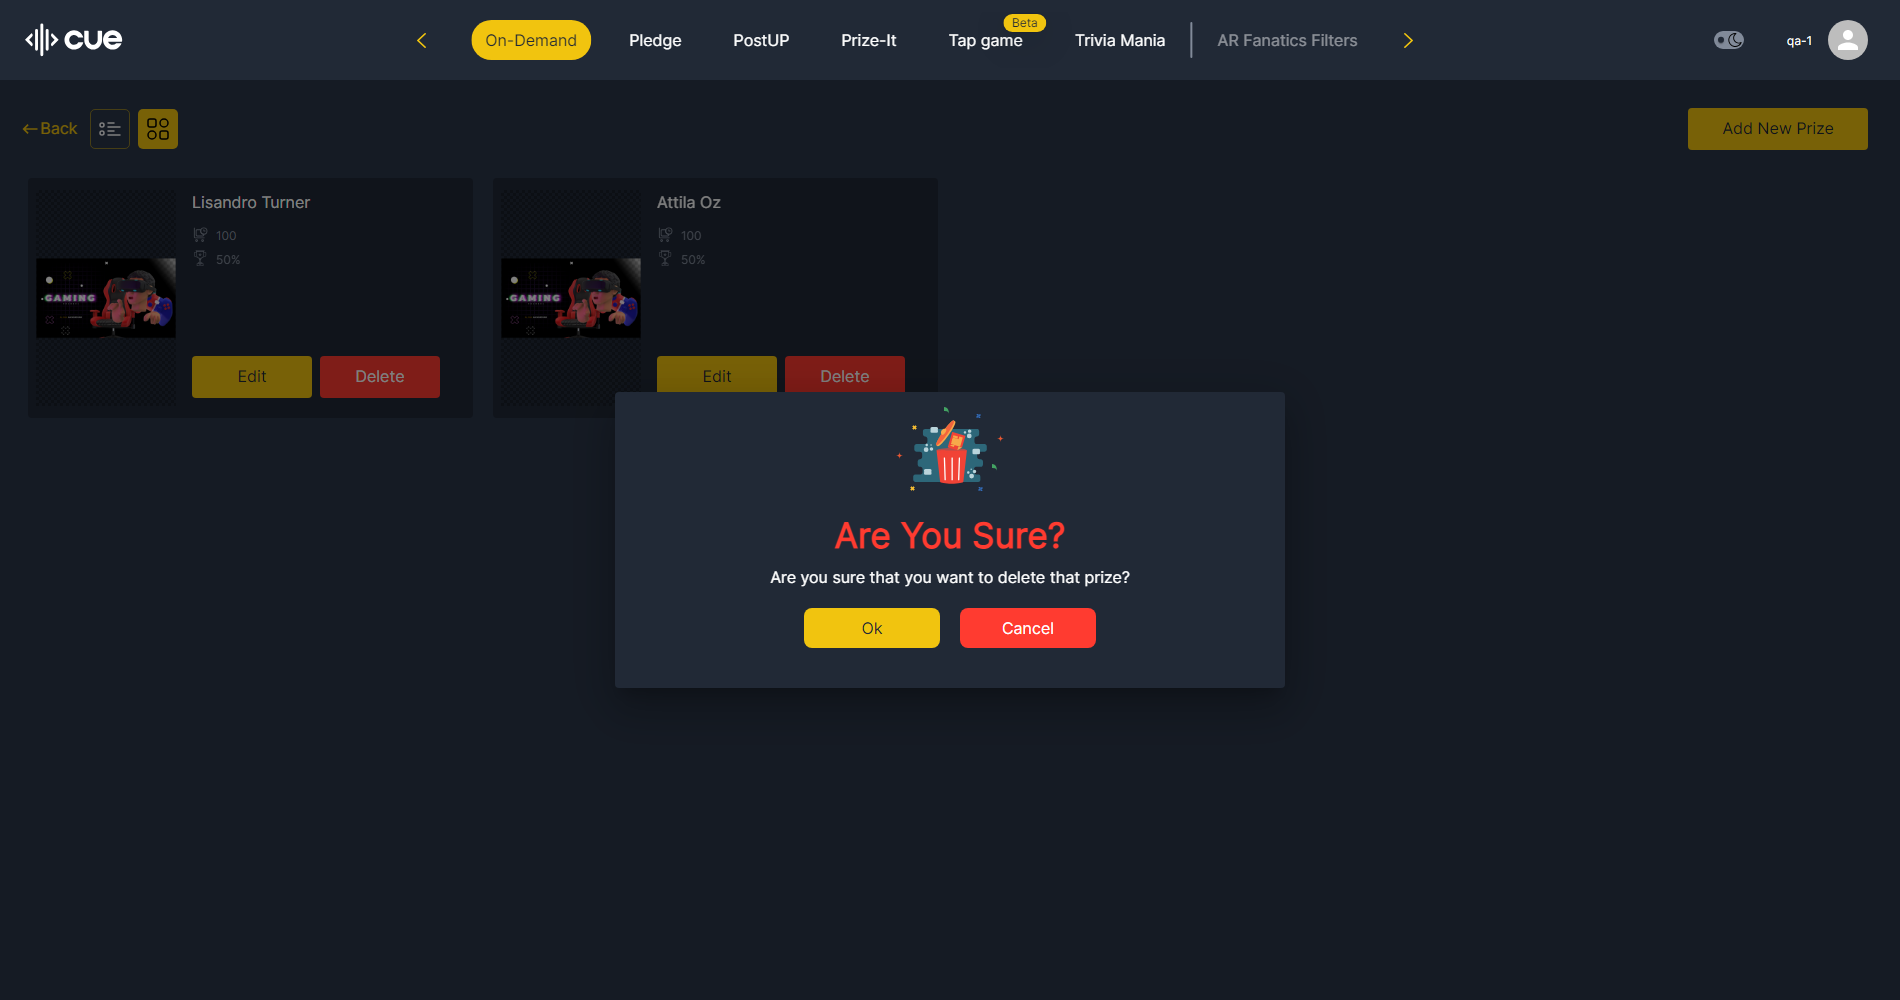 cue
On-Demand
Pledge
PostUP
Prize-It
Tap game
Beta
Trivia Mania
AR Fanatics Filters
qa-1
Back
Add New Prize
Lisandro Turner
100
50%
GAMING
Edit
Delete
Attila Oz
100
50%
GAMING
Edit
Delete
Are You Sure?
Are you sure that you want to delete that prize?
Ok
Cancel